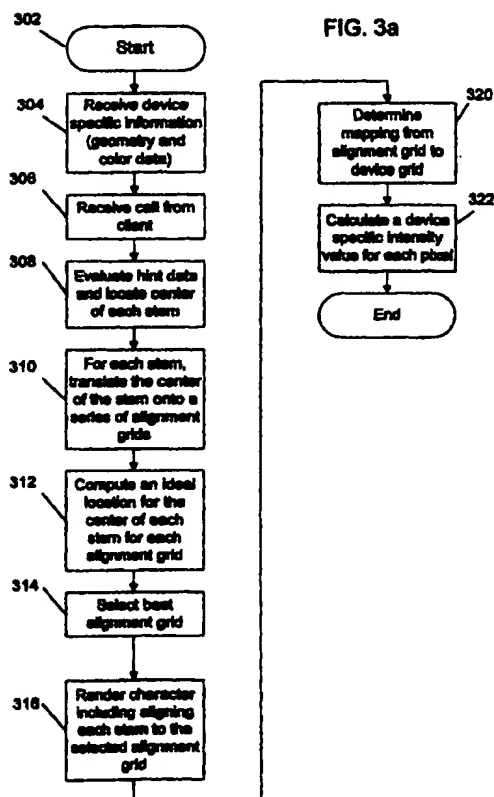 FIG. 3a
302
Start
304
Receive device
specific information
(geometry and
color data)
306
Receive call from
client
308
Evaluate hint data
and locate center
of each stem
310
For each stem,
translate the center
of the stem onto a
series of alignment
grids
312
Compute an ideal
location for the
center of each
stem for each
alignment grid
314
Select best
alignment grid
316
Render character
including aligning
each stem to the
selected alignment
grid
320
Determine
mapping from
alignment grid to
device grid
322
Calculate a device
specific intensity
value for each pixel
End